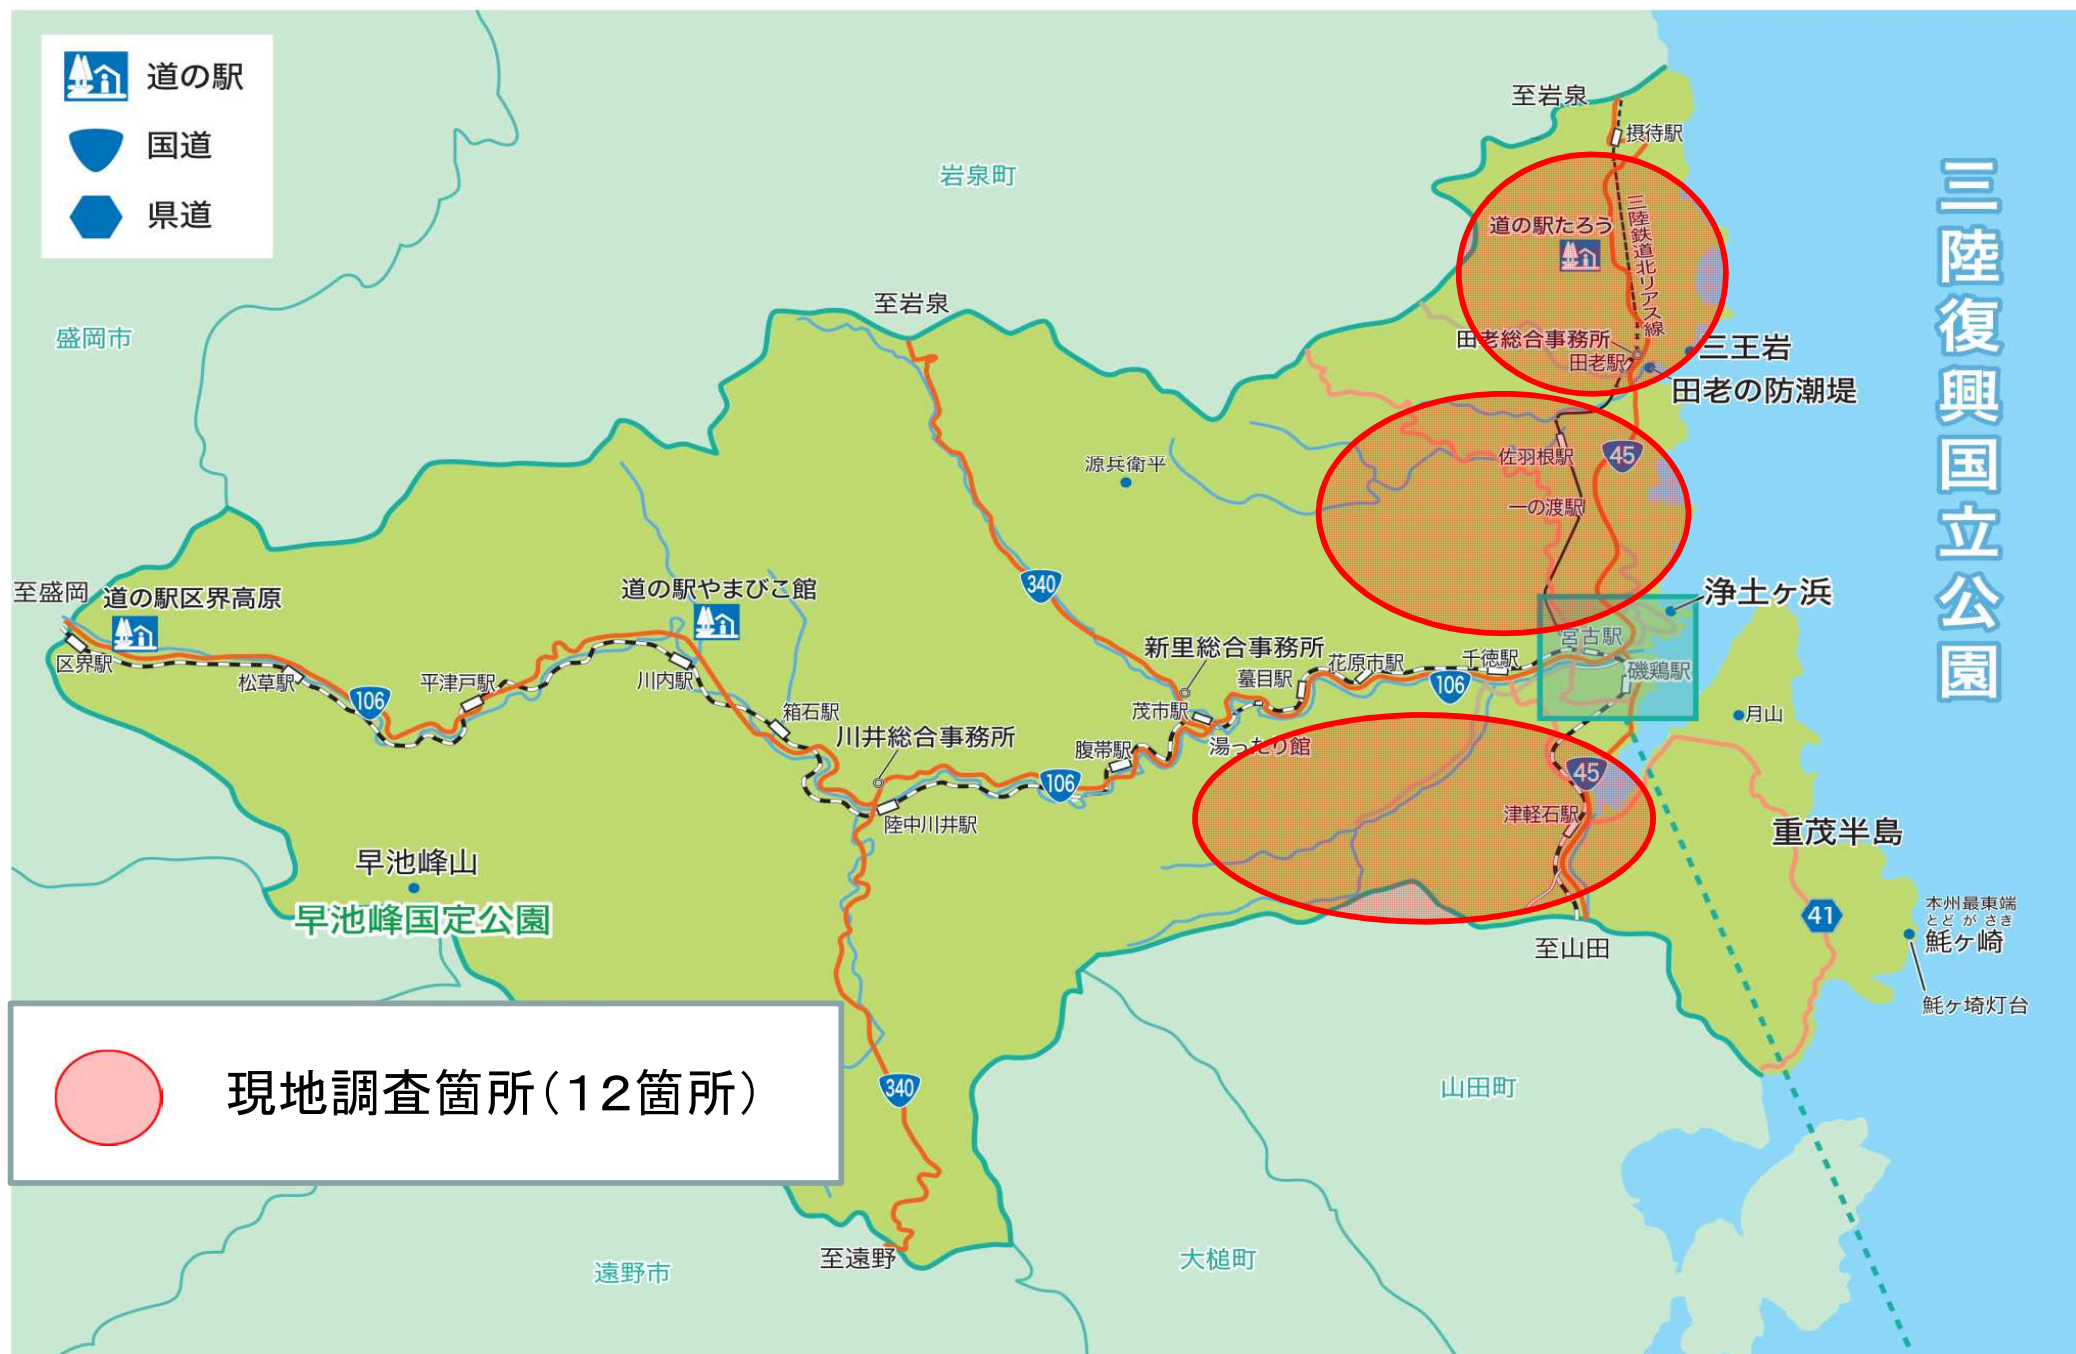 道の駅
国道
県道
至岩泉
摂待駅
岩泉町
三陸復興国立公園
道の駅たろう
三陸鉄道北リアス線
至岩泉
盛岡市
田老総合事務所
田老駅
三王岩
田老の防潮堤
源兵衛平
佐羽根駅
45
一の渡駅
至盛岡
道の駅区界高原
道の駅やまびこ館
340
浄土ヶ浜
新里総合事務所
宮古駅
区界駅
松草駅
106
平津戸駅
川内駅
蟇目駅
花原市駅
千徳駅
106
磯鶏駅
箱石駅
川井総合事務所
茂市駅
湯ったり館
腹帯駅
月山
106
45
津軽石駅
陸中川井駅
重茂半島
早池峰山
早池峰国定公園
41
本州最東端
とどがさき
魹ヶ崎
至山田
魹ヶ埼灯台
現地調査箇所(12箇所)
340
山田町
至遠野
遠野市
大槌町